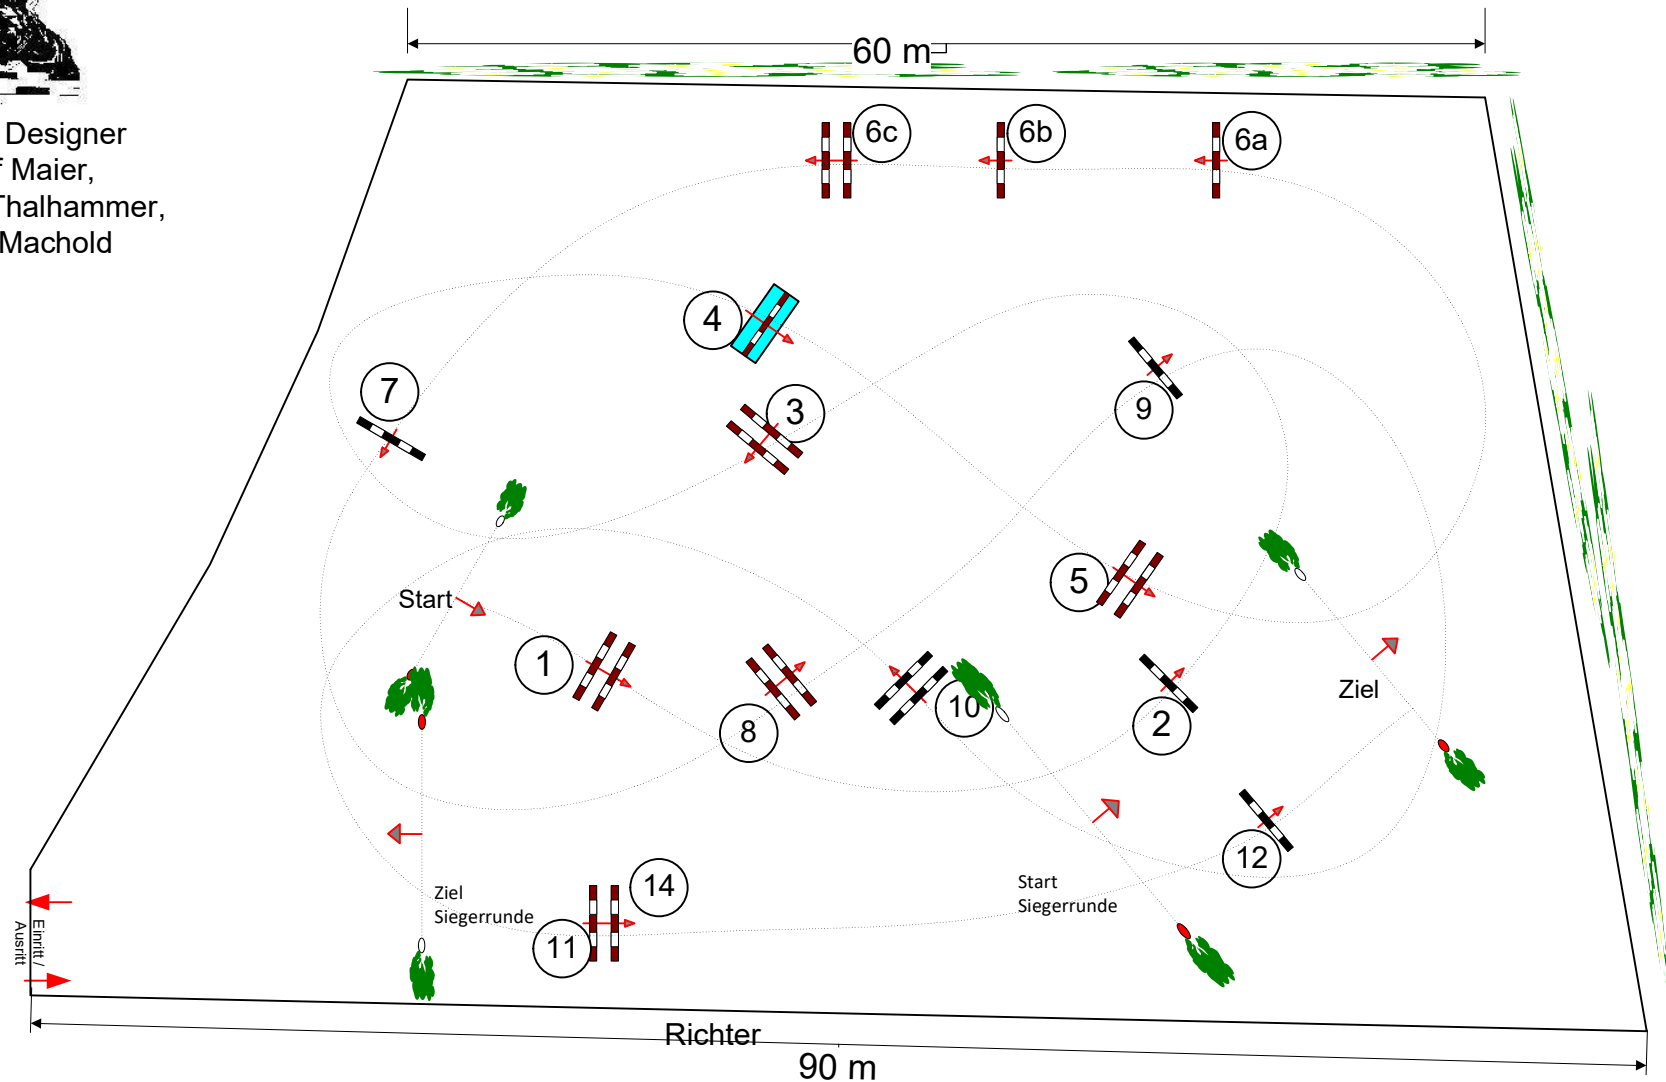 60 m
Designer
Maier,
Thalhammer,
Machold
6c
6b
6a
4
7
3
9
Start
5
1
8
10
2
Ziel
12
Ziel
Siegerrunde
14
11
Start
Siegerrunde
Einritt /
Ausritt
Richter
90 m